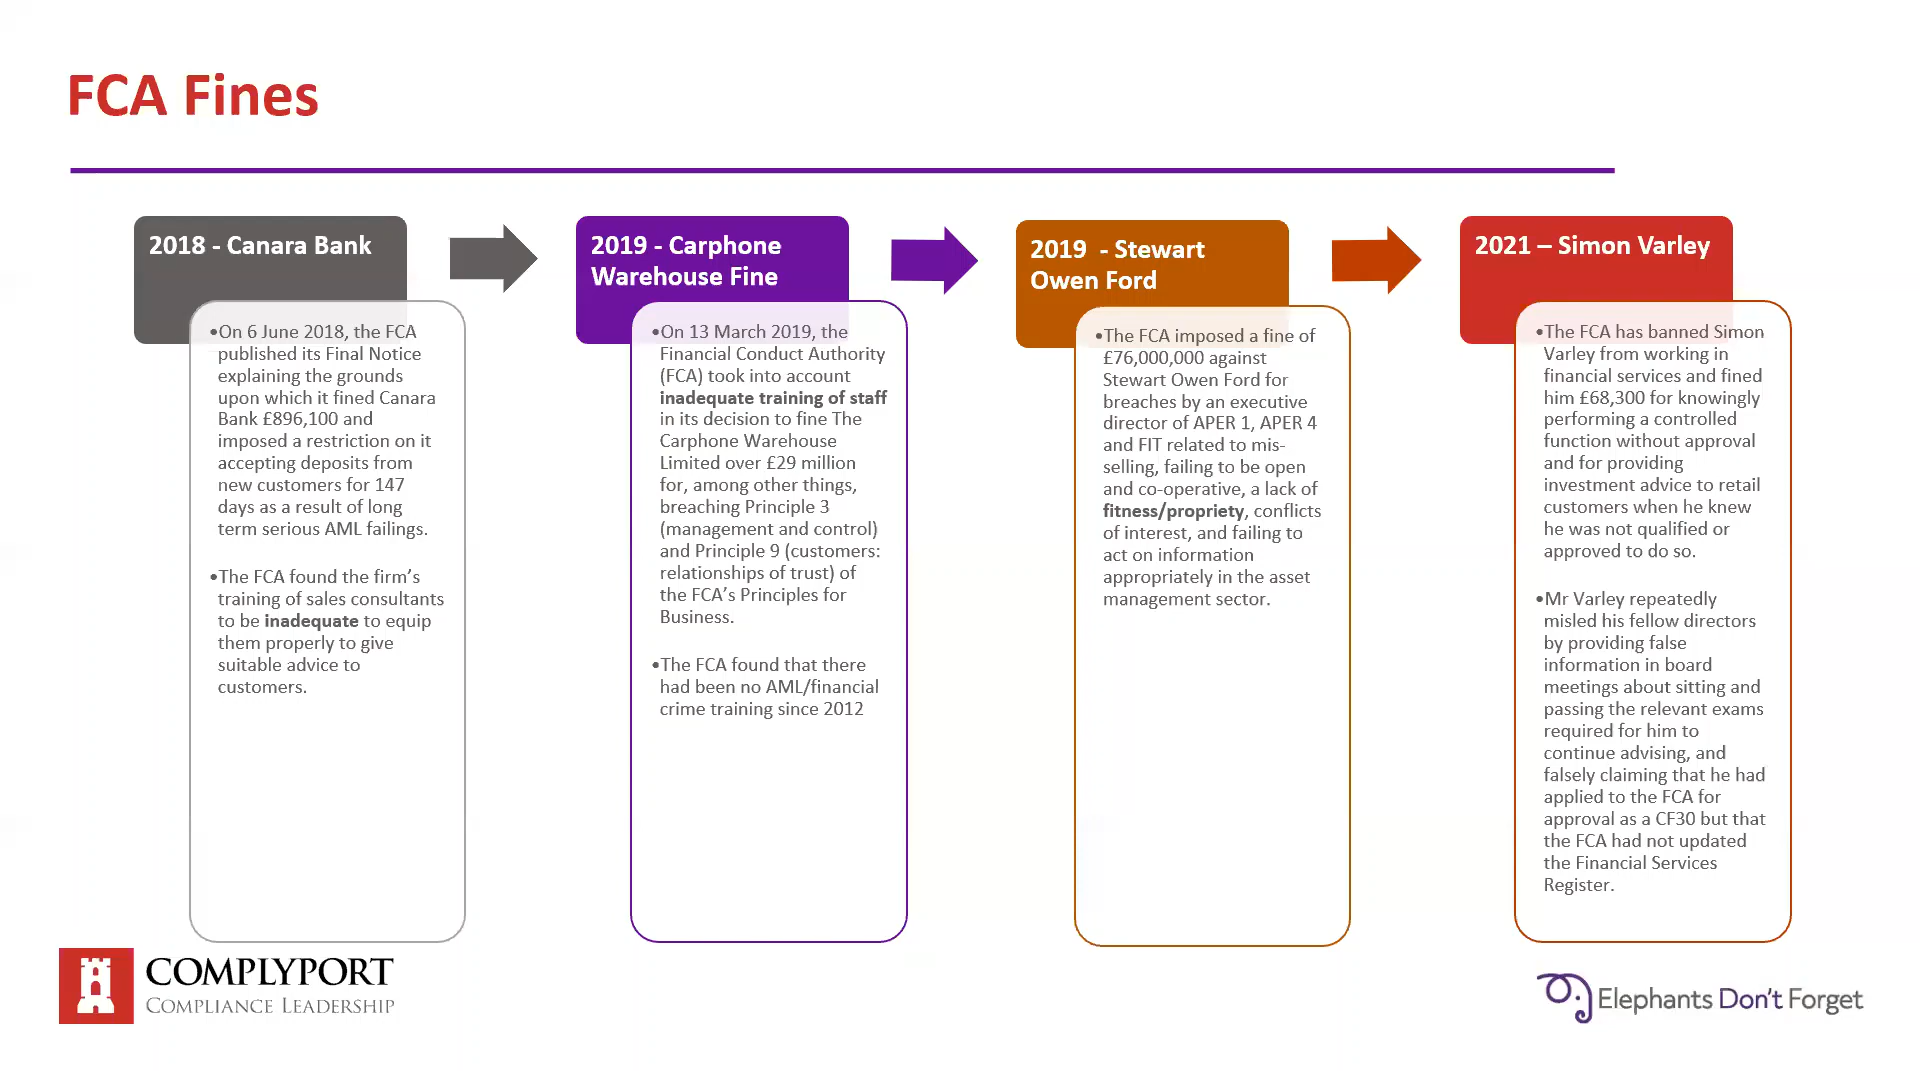 FCA Fines
2018 - Canara Bank
•On 6 June 2018, the FCA
published its Final Notice
explaining the grounds
upon which it fined Canara
Bank £896,100 and
imposed a restriction on it
accepting deposits from
new customers for 147
days as a result of long
term serious AML failings.
•The FCA found the firm’s
training of sales consultants
to be inadequate to equip
them properly to give
suitable advice to
customers.
2019 - Carphone
Warehouse Fine
•On 13 March 2019, the
Financial Conduct Authority
(FCA) took into account
inadequate training of staff
in its decision to fine The
Carphone Warehouse
Limited over £29 million
for, among other things,
breaching Principle 3
(management and control)
and Principle 9 (customers:
relationships of trust) of
the FCA’s Principles for
Business.
•The FCA found that there
had been no AML/financial
crime training since 2012
2019  - Stewart
Owen Ford
•The FCA imposed a fine of
£76,000,000 against
Stewart Owen Ford for
breaches by an executive
director of APER 1, APER 4
and FIT related to mis-
selling, failing to be open
and co-operative, a lack of
fitness/propriety, conflicts
of interest, and failing to
act on information
appropriately in the asset
management sector.
2021 – Simon Varley
•The FCA has banned Simon
Varley from working in
financial services and fined
him £68,300 for knowingly
performing a controlled
function without approval
and for providing
investment advice to retail
customers when he knew
he was not qualified or
approved to do so.
•Mr Varley repeatedly
misled his fellow directors
by providing false
information in board
meetings about sitting and
passing the relevant exams
required for him to
continue advising, and
falsely claiming that he had
applied to the FCA for
approval as a CF30 but that
the FCA had not updated
the Financial Services
Register.
COMPLYPORT
COMPLIANCE LEADERSHIP
Elephants Don’t Forget